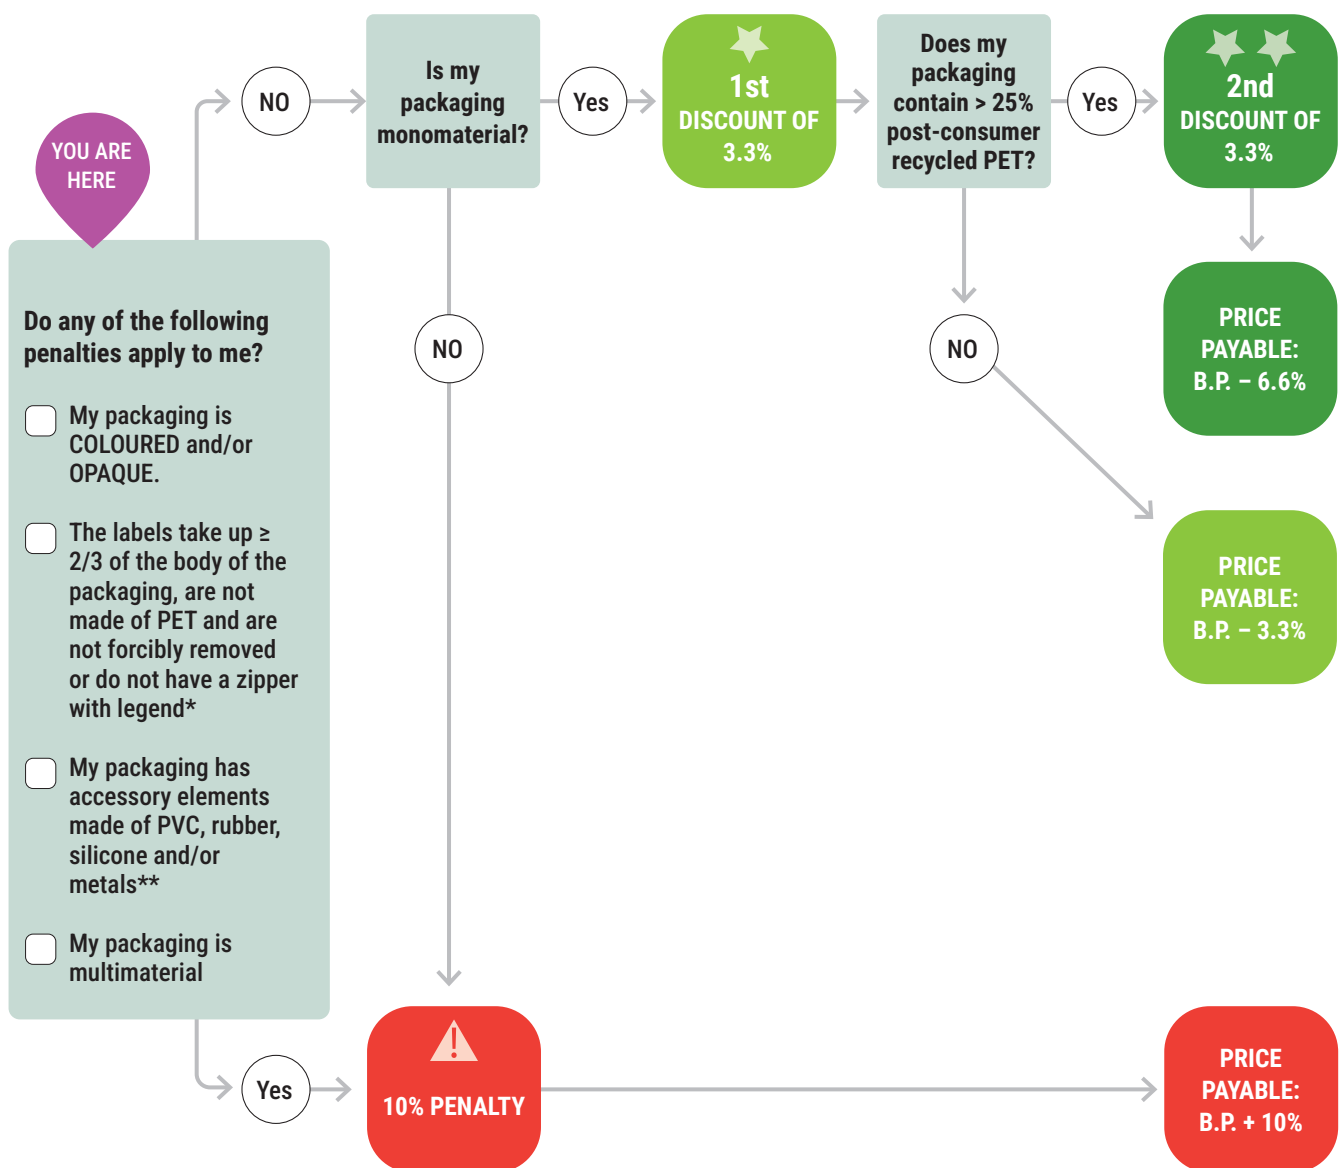 YOU ARE
HERE
Do any of the following
penalties apply to me?
My packaging is
COLOURED and/or
OPAQUE.
The labels take up ≥
2/3 of the body of the
packaging, are not
made of PET and are
not forcibly removed
or do not have a zipper
with legend*
My packaging has
accessory elements
made of PVC, rubber,
silicone and/or
metals**
My packaging is
multimaterial
NO
Is my
packaging
monomaterial?
Yes
1st
DISCOUNT OF
3.3%
Does my
packaging
contain > 25%
post-consumer
recycled PET?
Yes
2nd
DISCOUNT OF
3.3%
PRICE
PAYABLE:
B.P. – 6.6%
NO
NO
PRICE
PAYABLE:
B.P. – 3.3%
Yes
!
10% PENALTY
PRICE
PAYABLE:
B.P. + 10%